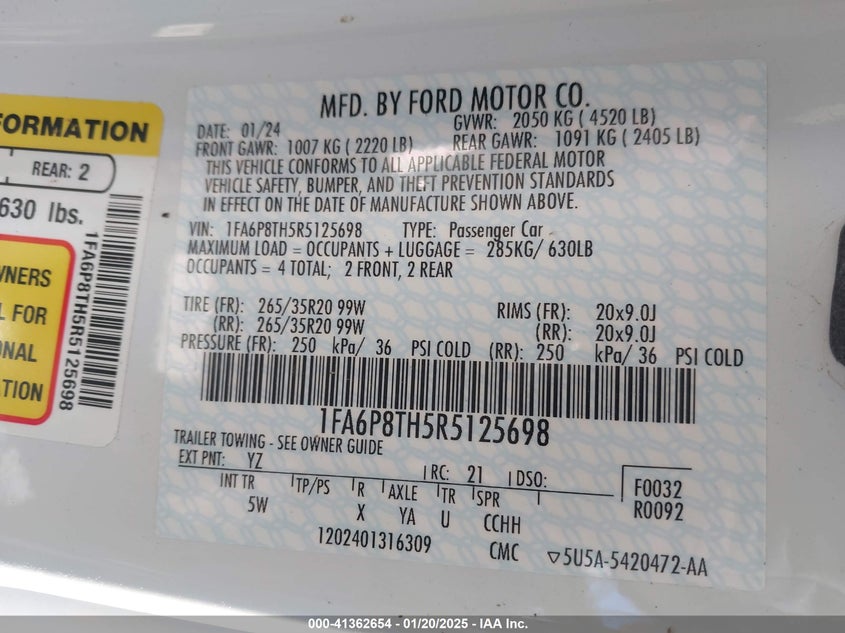 FORMATION
REAR: 2
630 lbs.
WNERS
L FOR
ONAL
ATION
1FA6P8TH5R5125698
MFD. BY FORD MOTOR CO.
DATE: 01/24 GVWR: 2050 KG ( 4520 LB)
FRONT GAWR: 1007 KG ( 2220 LB) REAR GAWR: 1091 KG ( 2405 LB)
THIS VEHICLE CONFORMS TO ALL APPLICABLE FEDERAL MOTOR
VEHICLE SAFETY, BUMPER, AND THEFT PREVENTION STANDARDS
IN EFFECT ON THE DATE OF MANUFACTURE SHOWN ABOVE.
VIN: 1FA6P8TH5R5125698 TYPE: Passenger Car
MAXIMUM LOAD = OCCUPANTS + LUGGAGE = 285KG/ 630LB
OCCUPANTS = 4 TOTAL; 2 FRONT, 2 REAR
TIRE (FR): 265/35R20 99W RIMS (FR): 20x9.0J
(RR): 265/35R20 99W (RR): 20x9.0J
PRESSURE (FR): 250 kPa/ 36 PSI COLD (RR): 250 kPa/ 36 PSI COLD
1FA6P8TH5R5125698
TRAILER TOWING - SEE OWNER GUIDE
EXT PNT: YZ RC: 21 DSO: F0032
INT TR TP/PS R AXLE TR SPR R0092
5W X YA U CCHH
1202401316309 CMC ▽5U5A-5420472-AA
000-41362654 / 01/20/2025 - IAA Inc.